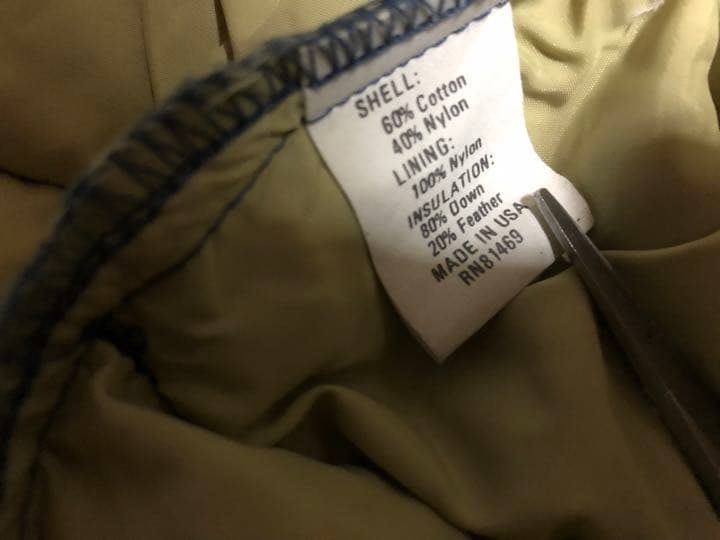 SHELL:
60% Cotton
40% Nylon
LINING:
100% Nylon
INSULATION:
80% Down
20% Feather
MADE IN USA
RN81469